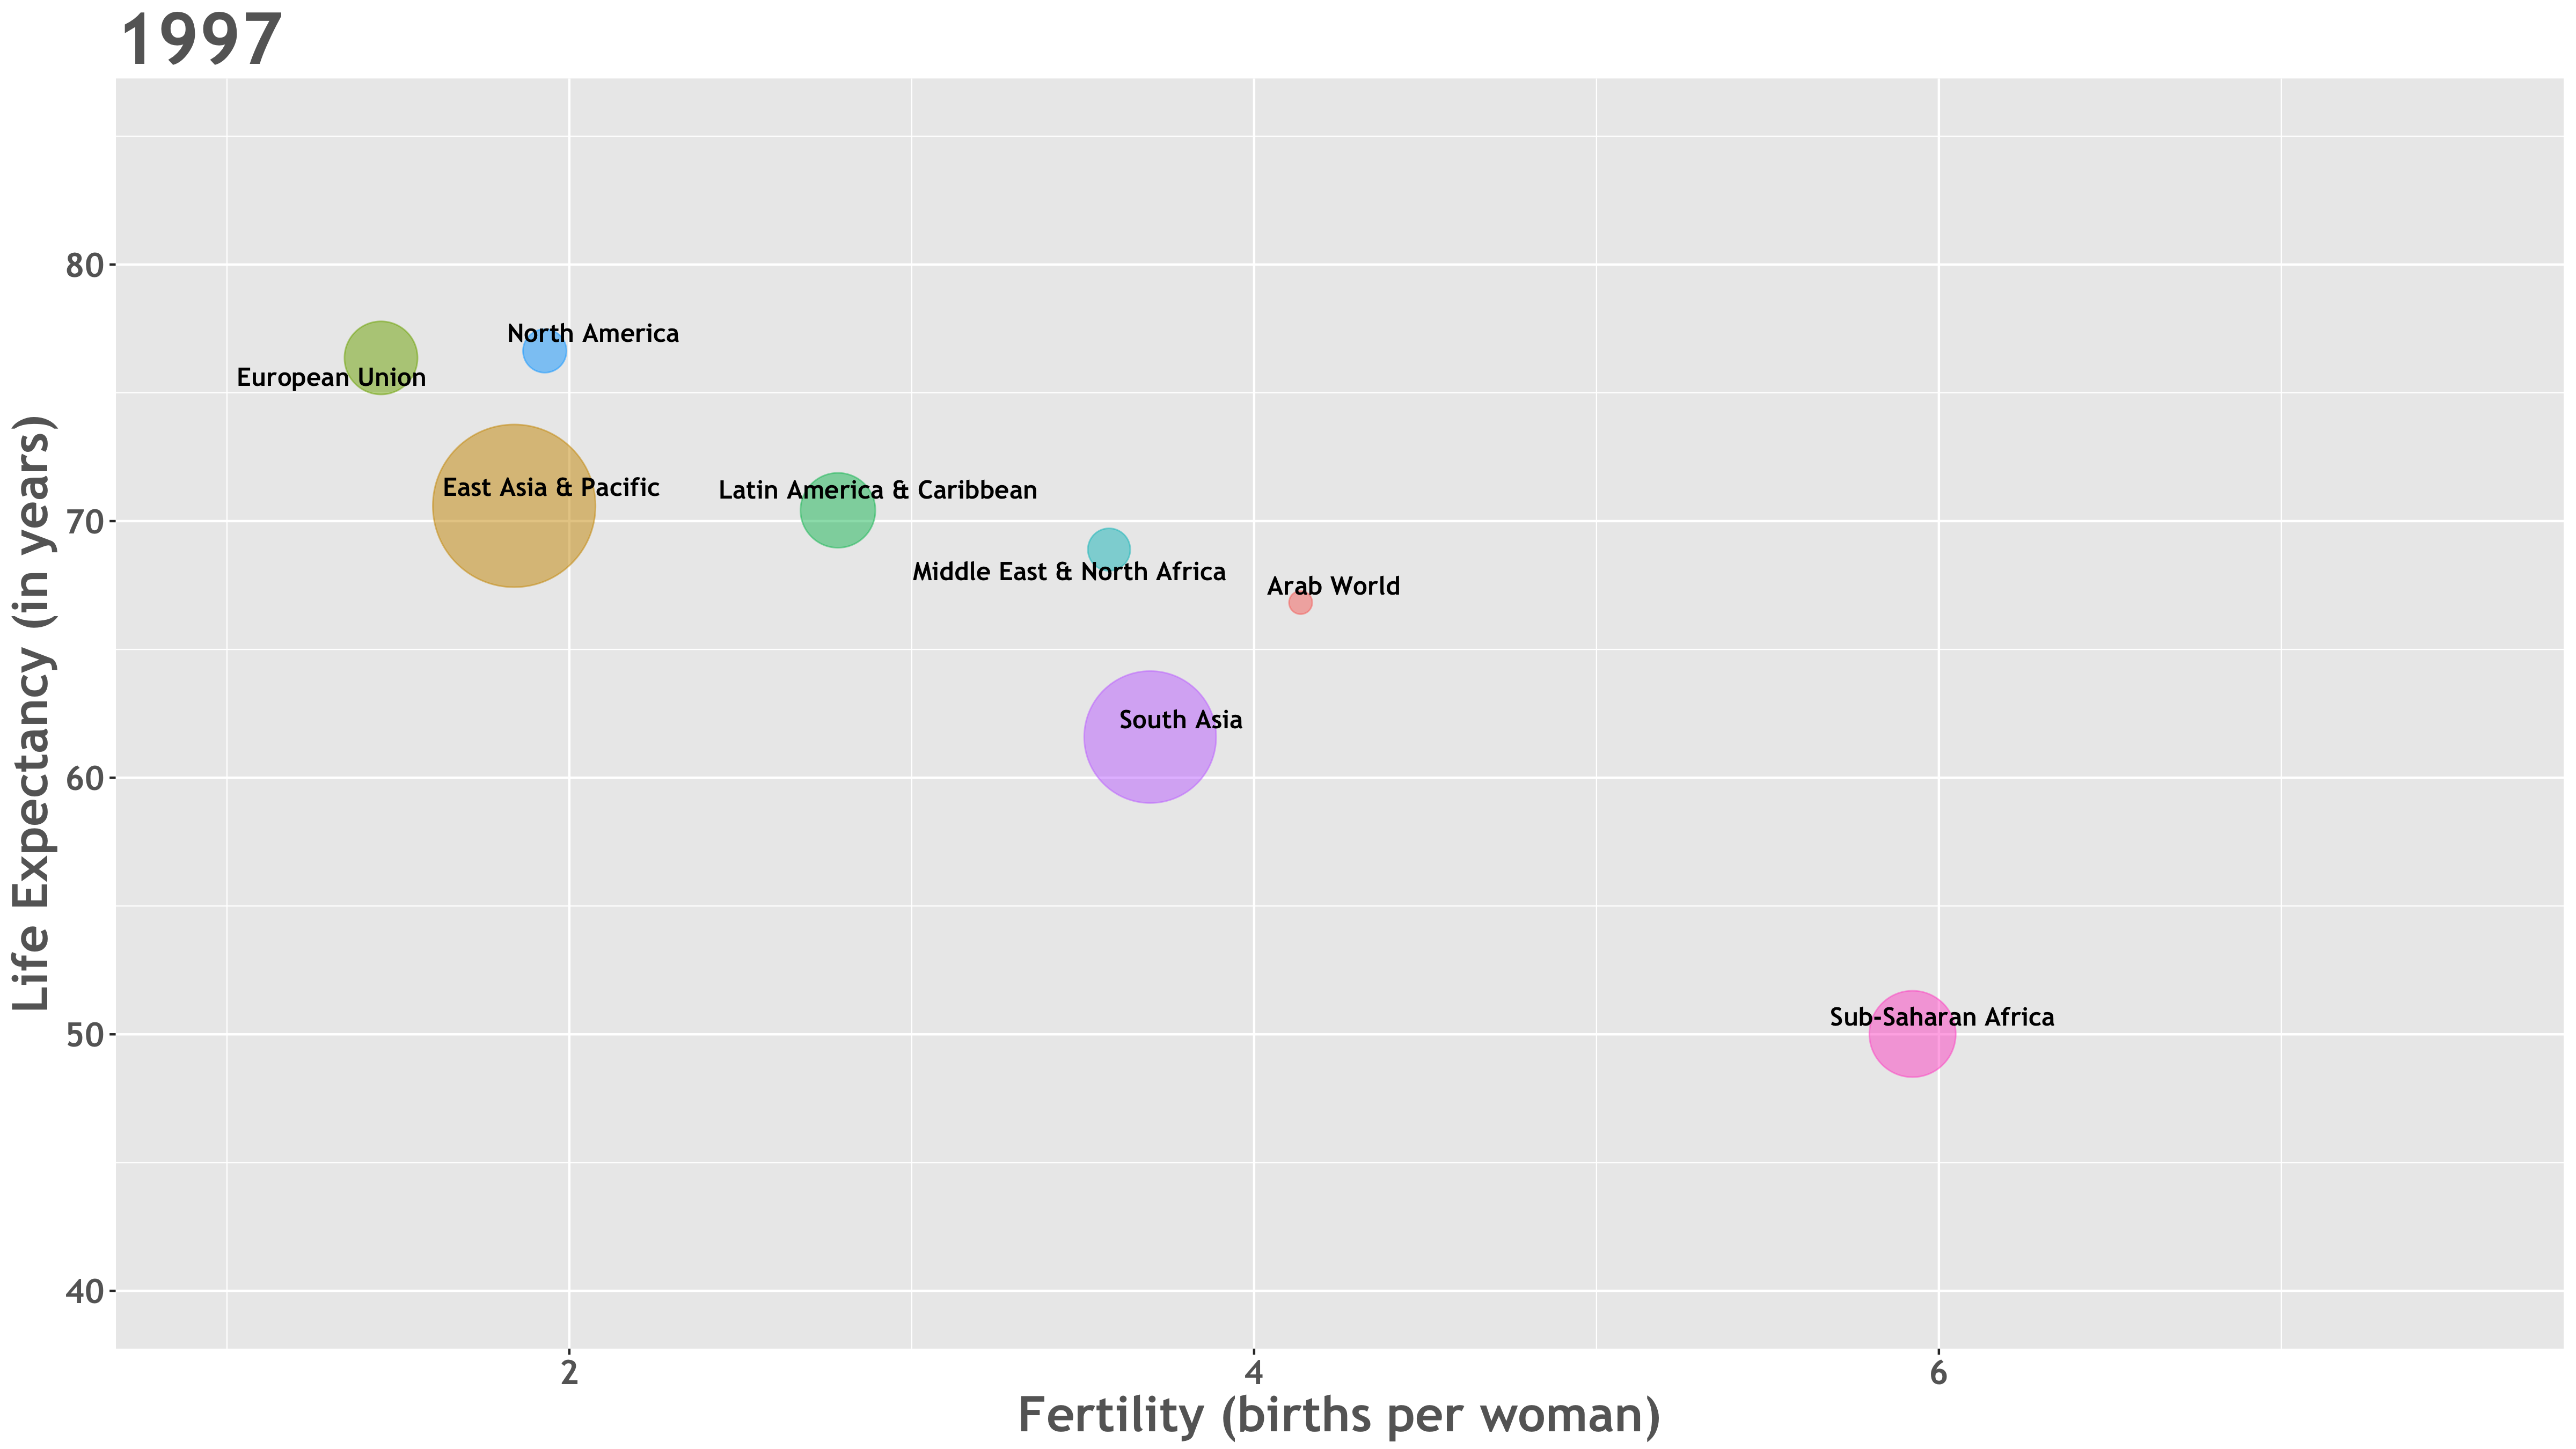 1997
80
North America
European Union
East Asia & Pacific
Latin America & Caribbean
70
Middle East & North Africa
Arab World
South Asia
60
Sub-Saharan Africa
50
40
Life Expectancy (in years)
2
4
6
Fertility (births per woman)